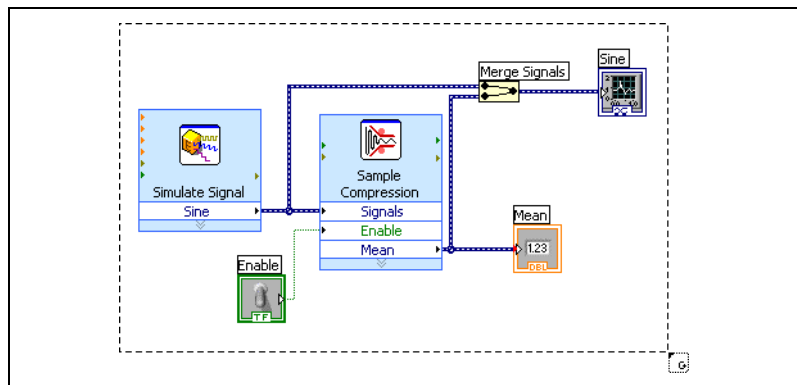 Merge Signals
Sine
Simulate Signal
Sine
Sample
Compression
Signals
Enable
Mean
Mean
1.23
DBL
Enable
TF
G